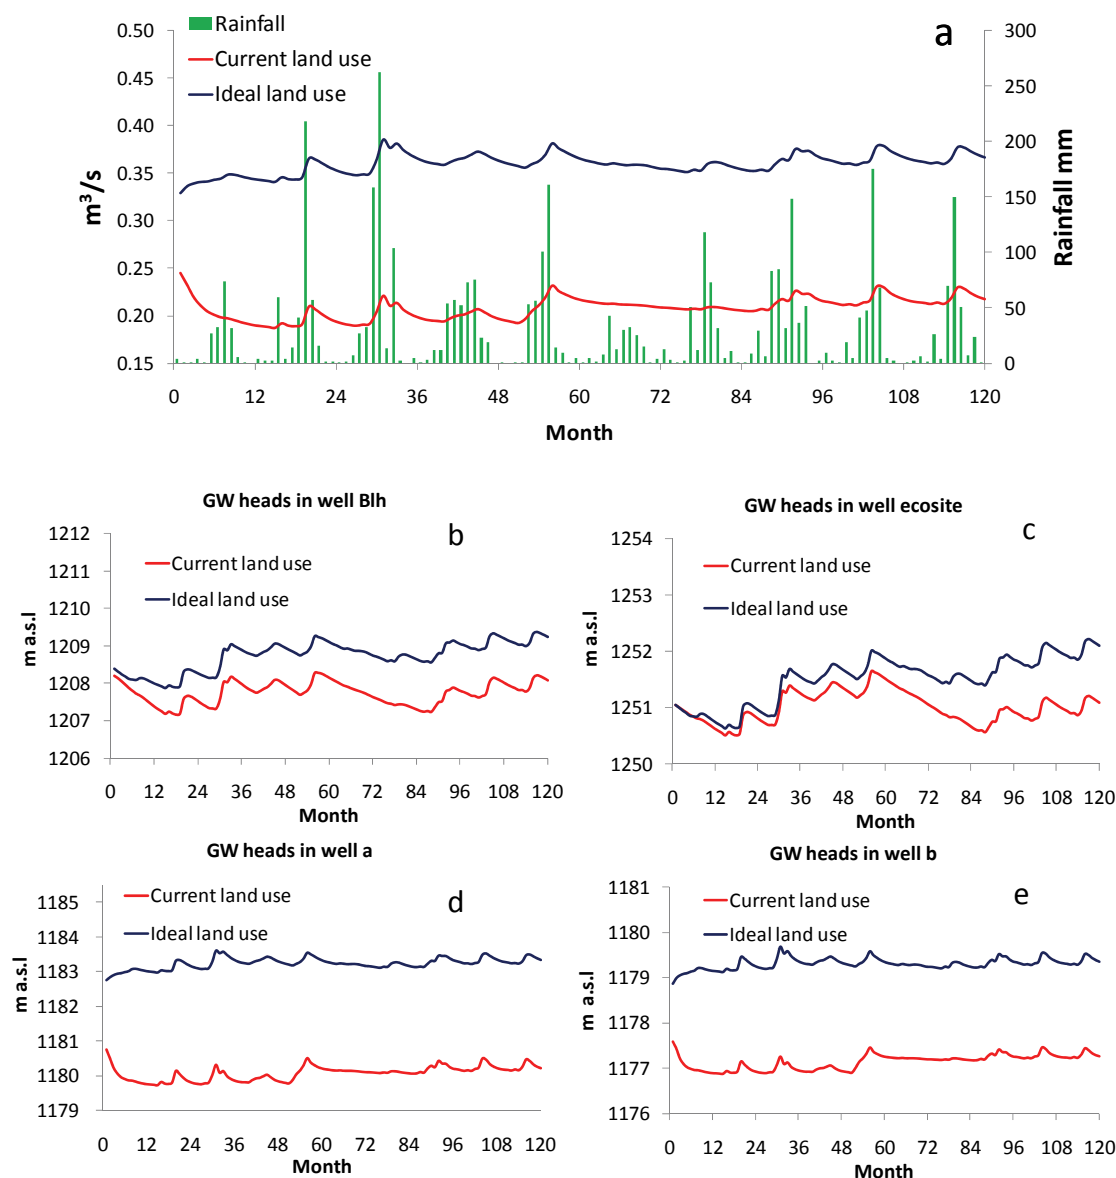 a
Rainfall
Current land use
Ideal land use
0.50
0.45
0.40
0.35
0.30
0.25
0.20
0.15
m³/s
300
250
200
150
100
50
0
Rainfall mm
0 12 24 36 48 60 72 84 96 108 120
Month
GW heads in well Blh
b
Current land use
Ideal land use
1212
1211
1210
1209
1208
1207
1206
m a.s.l
0 12 24 36 48 60 72 84 96 108 120
Month
GW heads in well ecosite
c
Current land use
Ideal land use
1254
1253
1252
1251
1250
m a.s.l
0 12 24 36 48 60 72 84 96 108 120
Month
GW heads in well a
d
Current land use
Ideal land use
1185
1184
1183
1182
1181
1180
1179
m a.s.l
0 12 24 36 48 60 72 84 96 108 120
Month
GW heads in well b
e
Current land use
Ideal land use
1181
1180
1179
1178
1177
1176
m a.s.l
0 12 24 36 48 60 72 84 96 108 120
Month